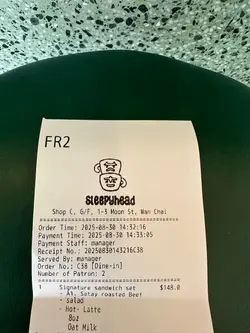 FR2
sleepyhead
Shop C, G/F, 1-3 Moon St, Wan Chai
Order Time: 2025-08-30 14:32:16
Payment Time: 2025-08-30 14:33:05
Payment Staff: manager
Receipt No.: 20250830143216C38
Served By: manager
Order No.: C38 [Dine-in]
Number of Patron: 2
1 Signature sandwich set $148.0
- A1. Satay roasted Beef
- Salad
- Hot- Latte
8oz
Oat Milk